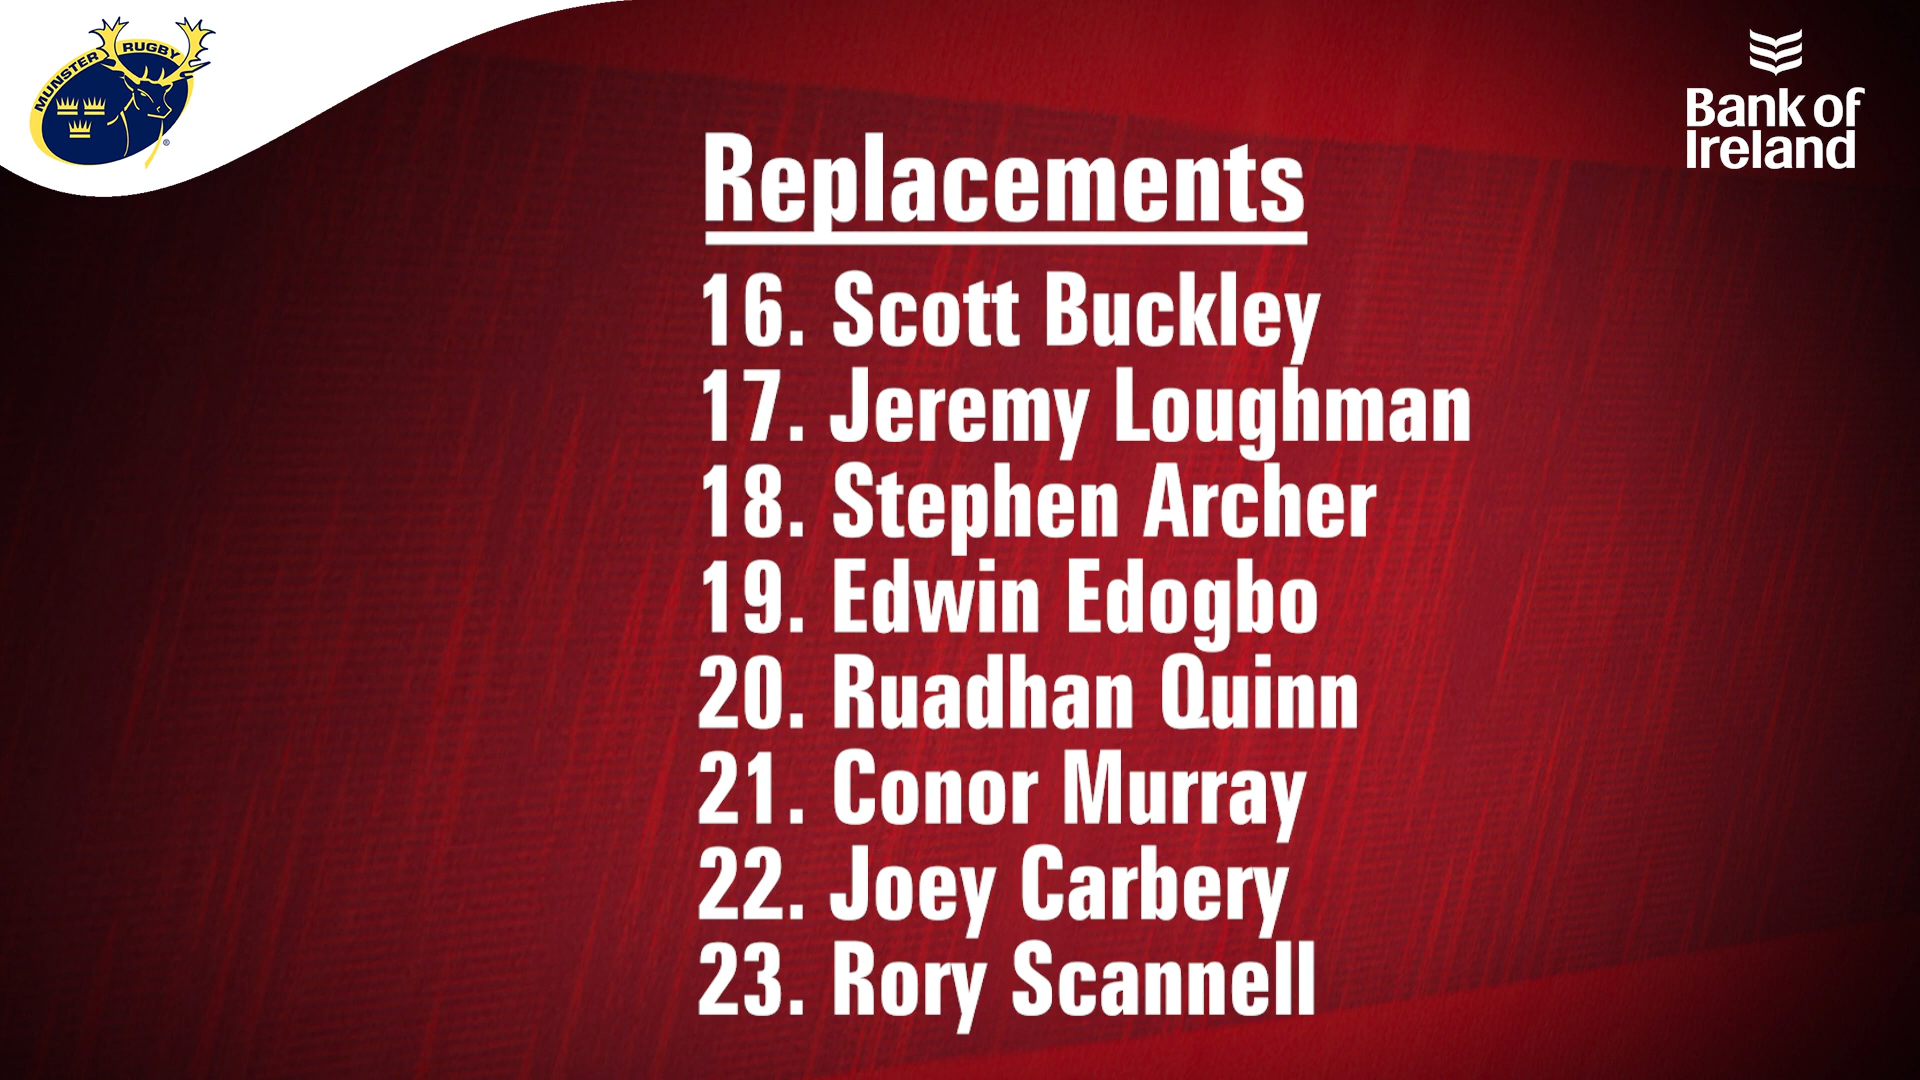 MUNSTER RUGBY
®
Bank of
Ireland
Replacements
16. Scott Buckley
17. Jeremy Loughman
18. Stephen Archer
19. Edwin Edogbo
20. Ruadhan Quinn
21. Conor Murray
22. Joey Carbery
23. Rory Scannell